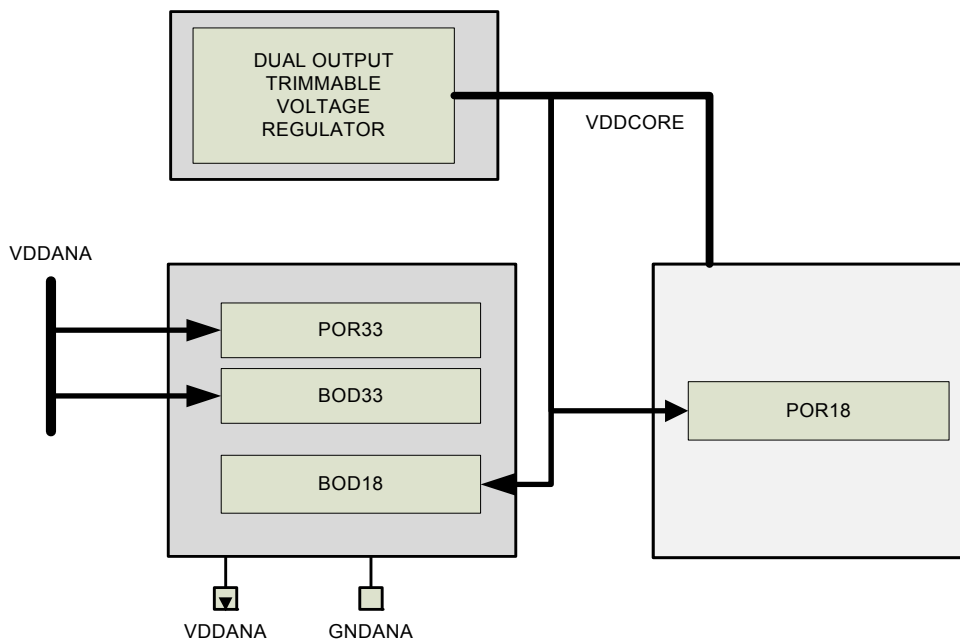 DUAL OUTPUT
TRIMMABLE
VOLTAGE
REGULATOR
VDDCORE
VDDANA
POR33
BOD33
BOD18
POR18
VDDANA
GNDANA